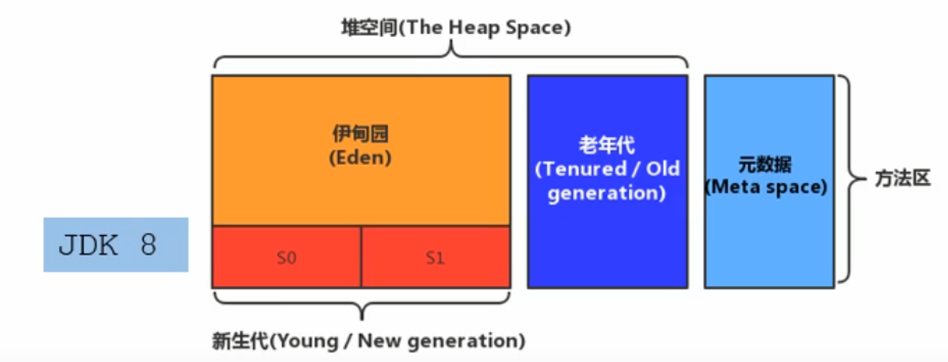 堆空间(The Heap Space)
伊甸园
(Eden)
老年代
(Tenured / Old
generation)
元数据
(Meta space)
方法区
JDK 8
S0
S1
新生代(Young / New generation)